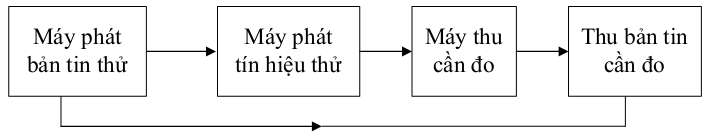 Máy phát
bản tin thử
Máy phát
tín hiệu thử
Máy thu
cần đo
Thu bản tin
cần đo